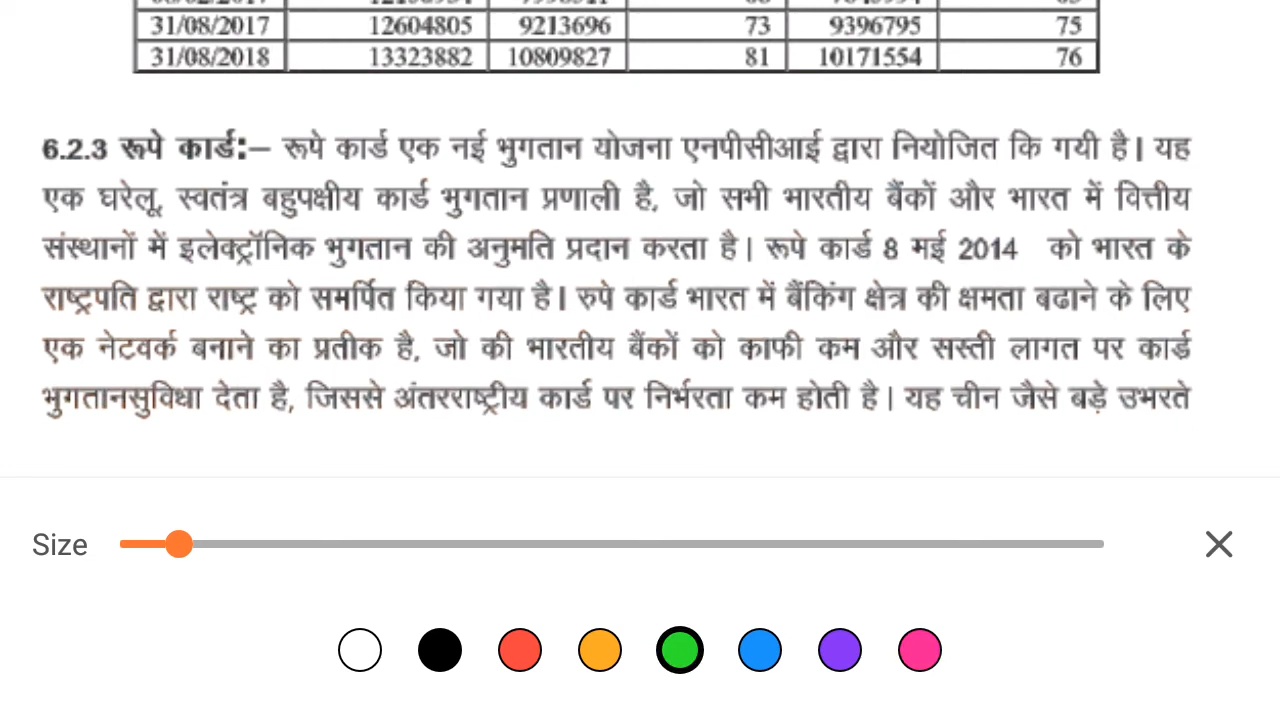 31/08/2017 12604805 9213696 73 9396795 75
31/08/2018 13323882 10809827 81 10171554 76
6.2.3 रूपे कार्ड:– रूपे कार्ड एक नई भुगतान योजना एनपीसीआई द्वारा नियोजित कि गयी है। यह
एक घरेलू, स्वतंत्र बहुपक्षीय कार्ड भुगतान प्रणाली है, जो सभी भारतीय बैंकों और भारत में वित्तीय
संस्थानों में इलेक्ट्रॉनिक भुगतान की अनुमति प्रदान करता है। रूपे कार्ड 8 मई 2014 को भारत के
राष्ट्रपति द्वारा राष्ट्र को समर्पित किया गया है। रुपे कार्ड भारत में बैंकिंग क्षेत्र की क्षमता बढाने के लिए
एक नेटवर्क बनाने का प्रतीक है, जो की भारतीय बैंकों को काफी कम और सस्ती लागत पर कार्ड
भुगतानसुविधा देता है, जिससे अंतरराष्ट्रीय कार्ड पर निर्भरता कम होती है। यह चीन जैसे बड़े उभरते
Size